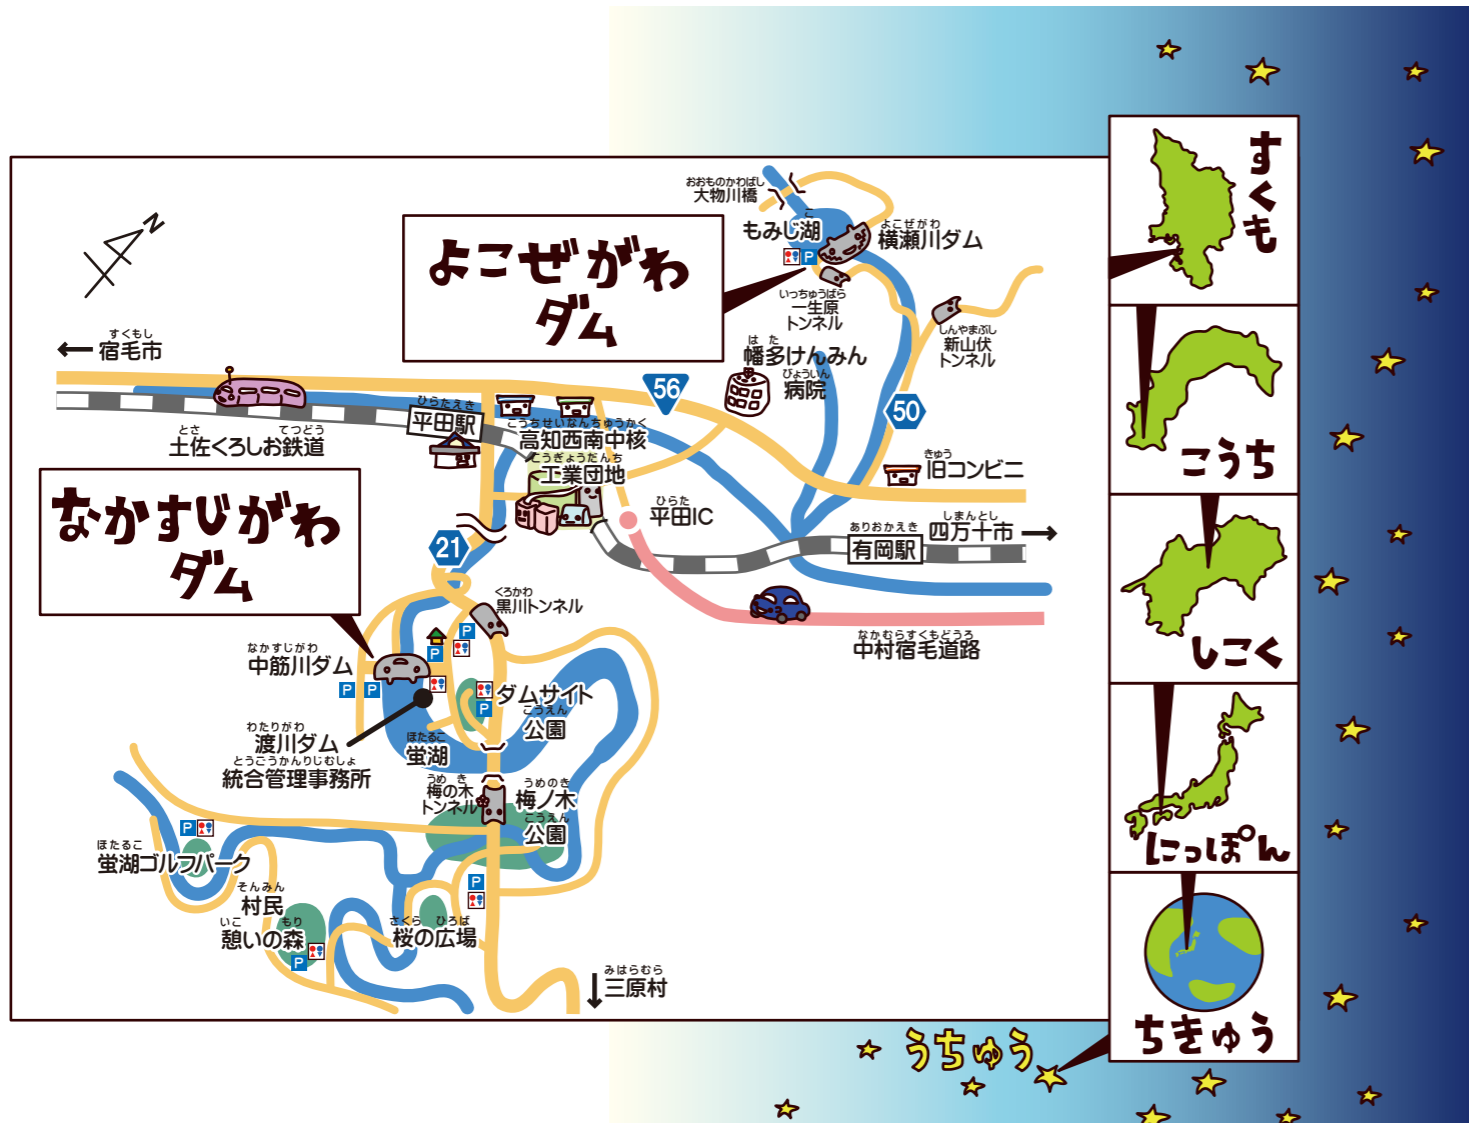 おおものかわばし
大物川橋
もみじ湖
こ
よこぜがわ
横瀬川ダム
よこぜがわ
ダム
P
いっちゅうばら
一生原
トンネル
しんやまぶし
新山伏
トンネル
N
すくもし
← 宿毛市
はた
幡多けんみん
びょういん
病院
56
50
ひらたえき
平田駅
とさ てつどう
土佐くろしお鉄道
こうちせいなんちゅうかく
高知西南中核
こうぎょうだんち
工業団地
きゅう
旧コンビニ
ひらた
平田IC
ありおかえき
有岡駅
しまんとし
四万十市 →
なかすじがわ
ダム
21
くろかわ
黒川トンネル
なかむらすくもどうろ
中村宿毛道路
なかすじがわ
中筋川ダム
P
P
P
P
P
ダムサイト
こうえん
公園
わたりがわ
渡川ダム
とうごうかんりじむしょ
統合管理事務所
ほたるこ
蛍湖
うめ き
梅の木
トンネル
うめのき
梅ノ木
こうえん
公園
P
ほたるこ
蛍湖ゴルフパーク
そんみん
村民
いこ もり
憩いの森
P
P
さくら ひろば
桜の広場
みはらむら
↓三原村
すくも
こうち
しこく
にっぽん
ちきゅう
うちゅう